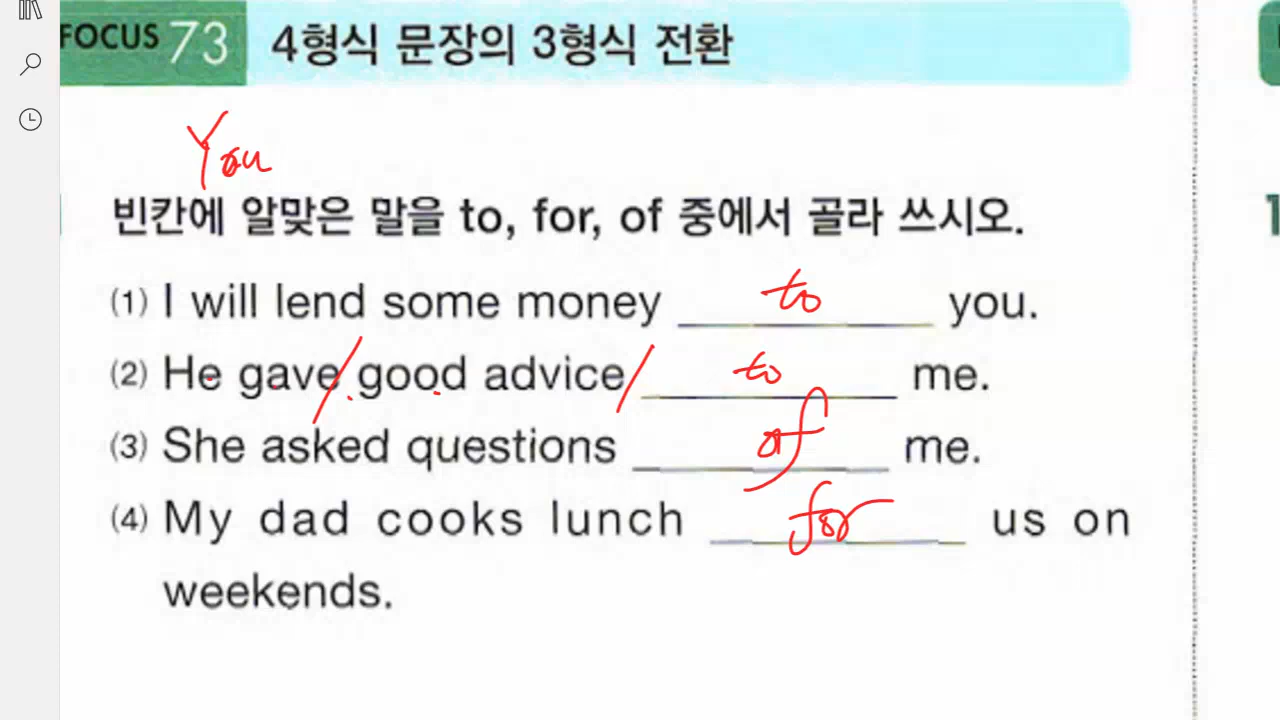 FOCUS 73 4형식 문장의 3형식 전환
You
빈칸에 알맞은 말을 to, for, of 중에서 골라 쓰시오.
(1) I will lend some money to you.
(2) He gave / good advice / to me.
(3) She asked questions of me.
(4) My dad cooks lunch for us on
weekends.
1